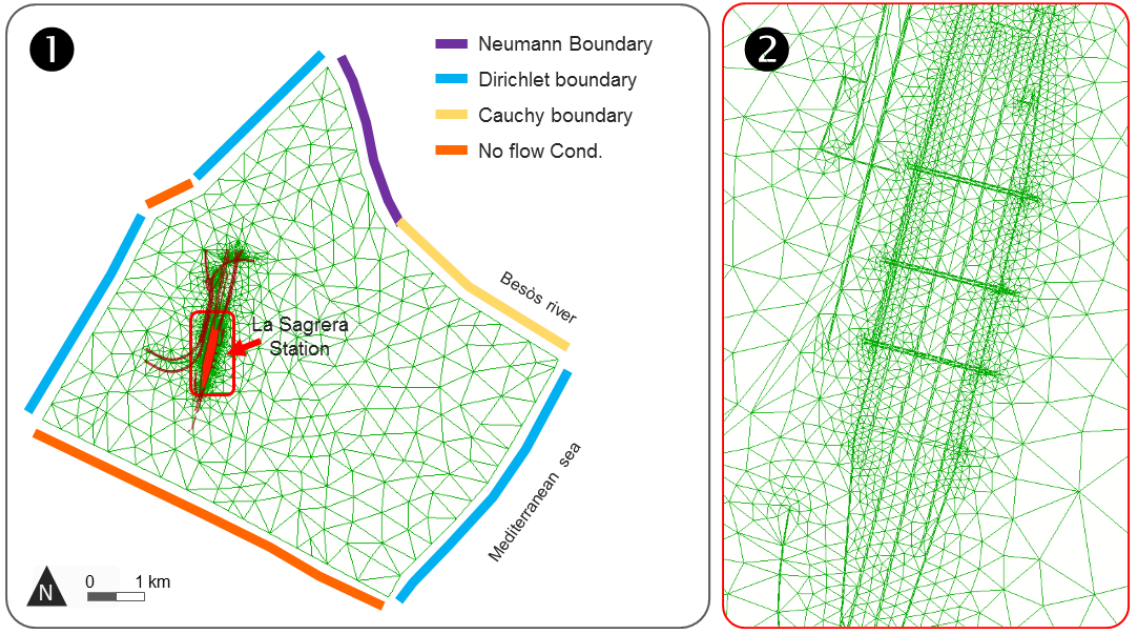 1
Neumann Boundary
Dirichlet boundary
Cauchy boundary
No flow Cond.
Besòs river
La Sagrera
Station
Mediterranean sea
N
0 1 km
2